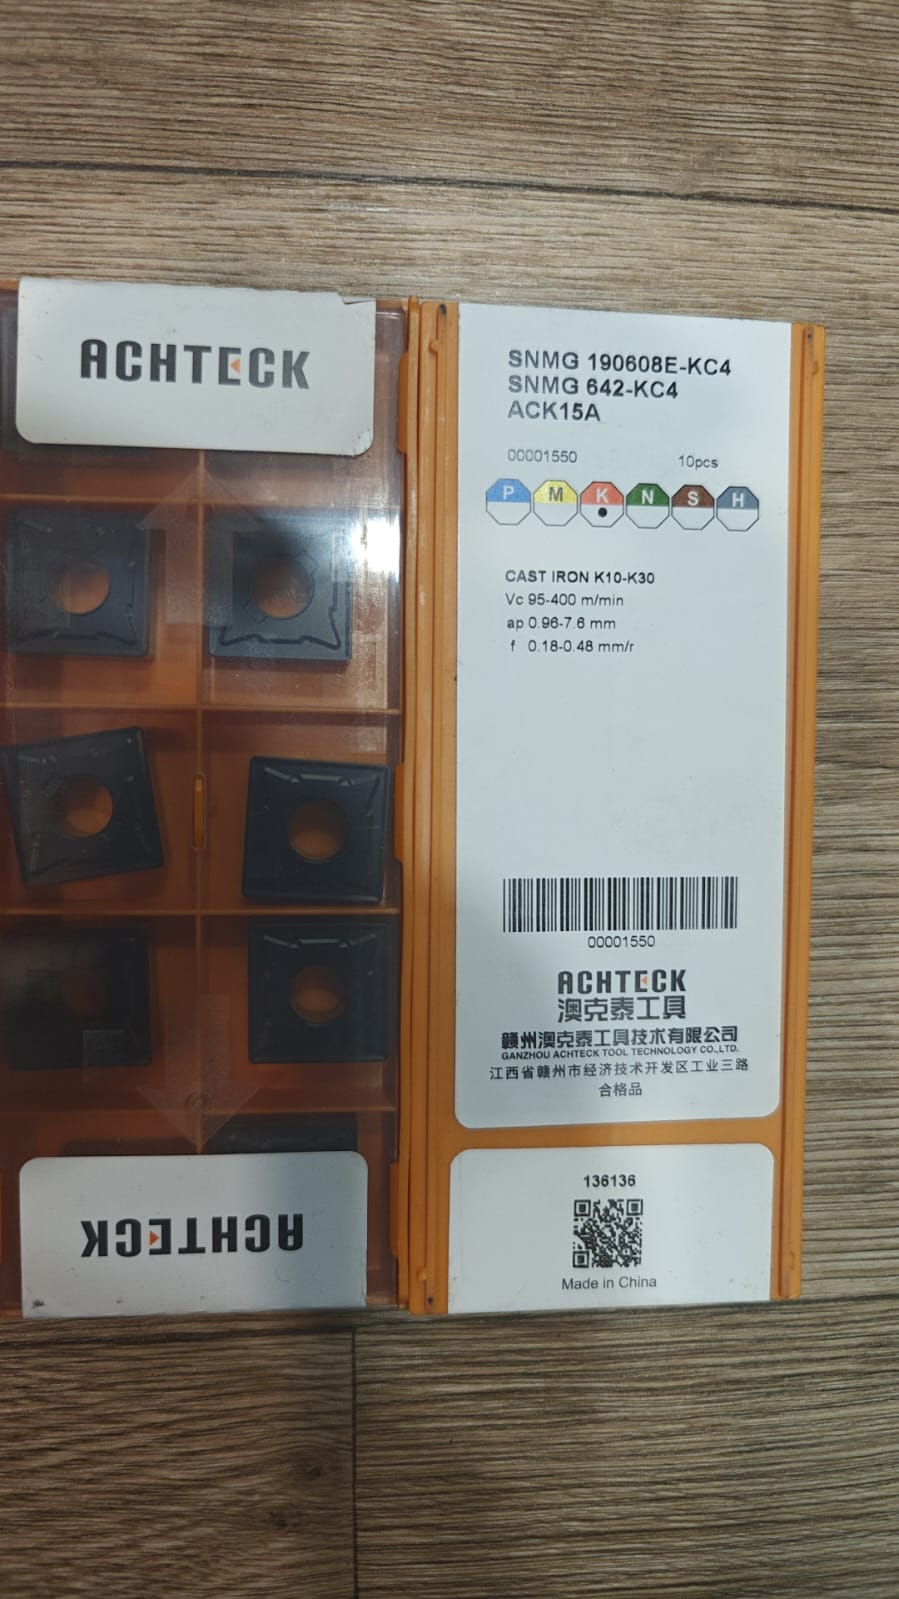 ACHTECK
ACHTECK
SNMG 190608E-KC4
SNMG 642-KC4
ACK15A
00001550 10pcs
P M K N S H
CAST IRON K10-K30
Vc 95-400 m/min
ap 0.96-7.6 mm
f 0.18-0.48 mm/r
00001550
ACHTECK
澳克泰工具
赣州澳克泰工具技术有限公司
GANZHOU ACHTECK TOOL TECHNOLOGY CO.,LTD.
江西省赣州市经济技术开发区工业三路
合格品
136136
Made in China